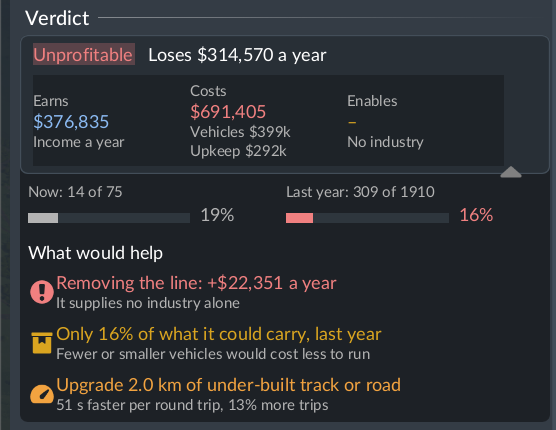 Verdict
Unprofitable Loses $314,570 a year
Earns
$376,835
Income a year
Costs
$691,405
Vehicles $399k
Upkeep $292k
Enables
–
No industry
Now: 14 of 75
19%
Last year: 309 of 1910
16%
What would help
Removing the line: +$22,351 a year
It supplies no industry alone
Only 16% of what it could carry, last year
Fewer or smaller vehicles would cost less to run
Upgrade 2.0 km of under-built track or road
51 s faster per round trip, 13% more trips